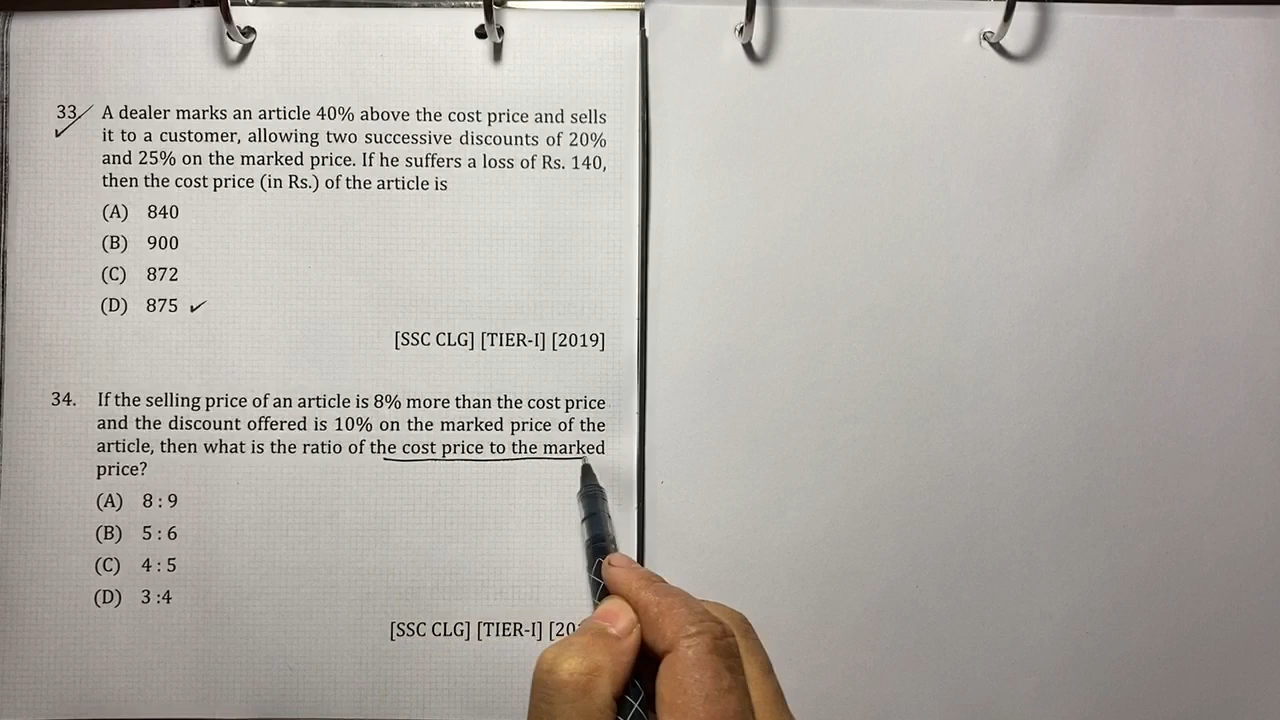 33. A dealer marks an article 40% above the cost price and sells
it to a customer, allowing two successive discounts of 20%
and 25% on the marked price. If he suffers a loss of Rs. 140,
then the cost price (in Rs.) of the article is
(A) 840
(B) 900
(C) 872
(D) 875
[SSC CLG] [TIER-I] [2019]
34. If the selling price of an article is 8% more than the cost price
and the discount offered is 10% on the marked price of the
article, then what is the ratio of the cost price to the marked
price?
(A) 8 : 9
(B) 5 : 6
(C) 4 : 5
(D) 3 :4
[SSC CLG] [TIER-I]